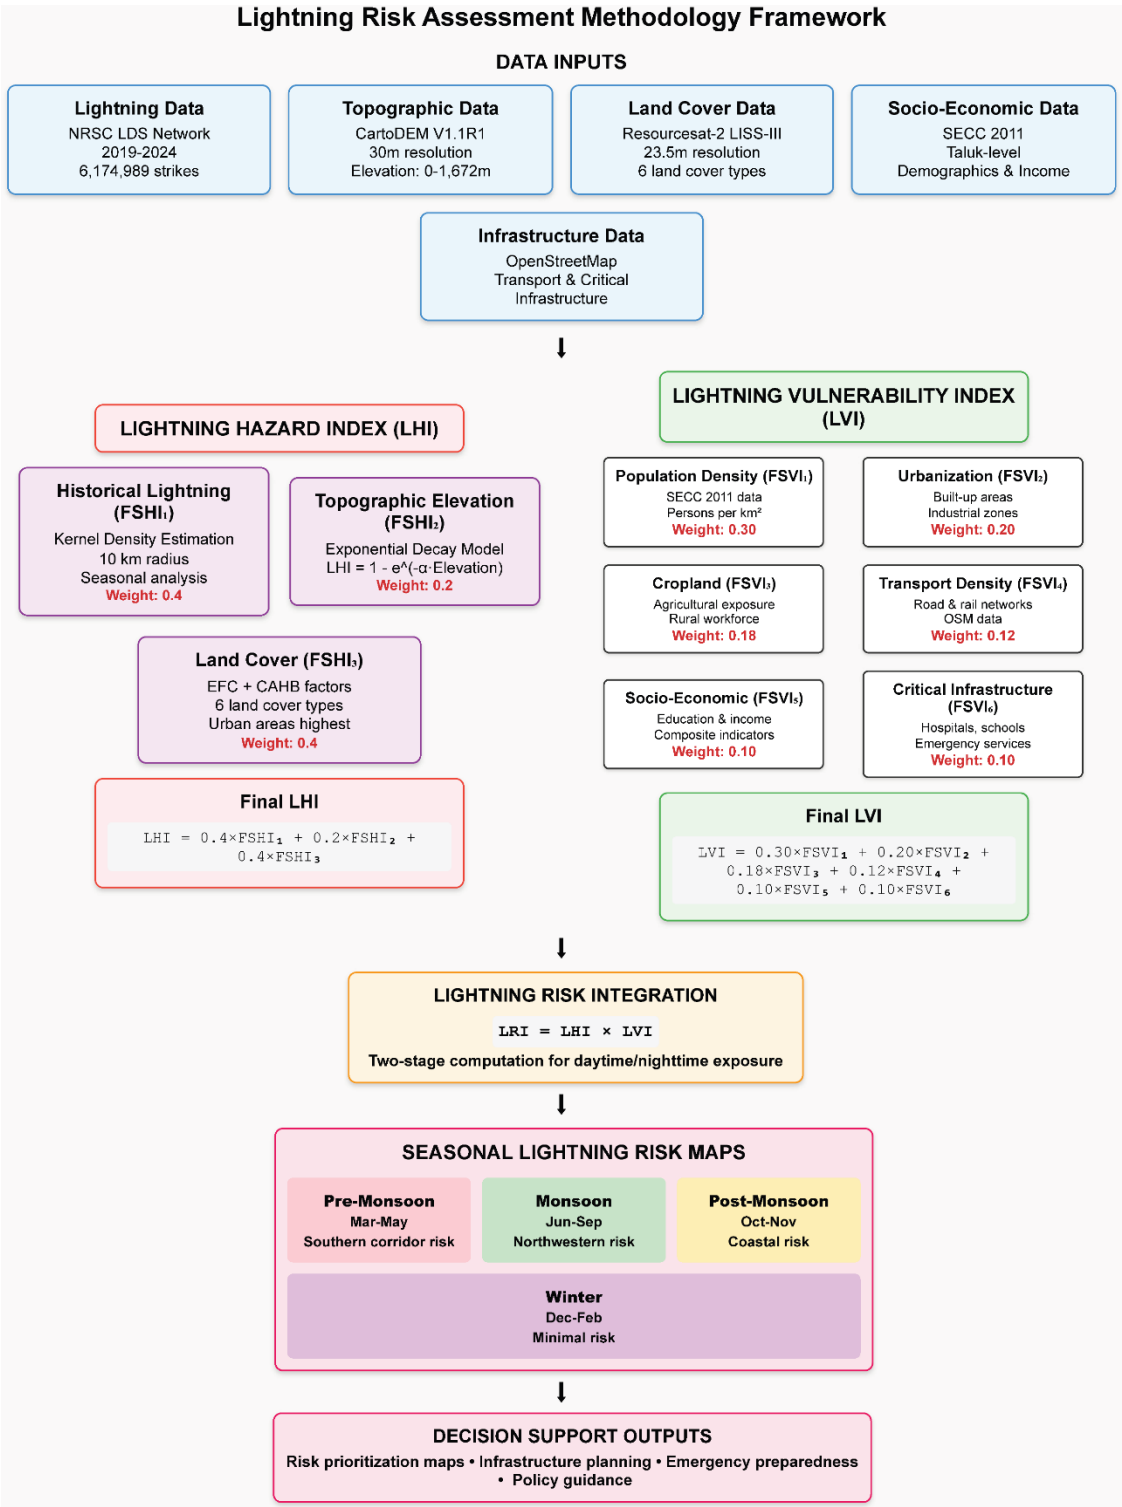 Lightning Risk Assessment Methodology Framework
DATA INPUTS
Lightning Data
NRSC LDS Network
2019-2024
6,174,989 strikes
Topographic Data
CartoDEM V1.1R1
30m resolution
Elevation: 0-1,672m
Land Cover Data
Resourcesat-2 LISS-III
23.5m resolution
6 land cover types
Socio-Economic Data
SECC 2011
Taluk-level
Demographics & Income
Infrastructure Data
OpenStreetMap
Transport & Critical
Infrastructure
LIGHTNING HAZARD INDEX (LHI)
Historical Lightning
(FSHI₁)
Kernel Density Estimation
10 km radius
Seasonal analysis
Weight: 0.4
Topographic Elevation
(FSHI₂)
Exponential Decay Model
LHI = 1 - e^(-α·Elevation)
Weight: 0.2
Land Cover (FSHI₃)
EFC + CAHB factors
6 land cover types
Urban areas highest
Weight: 0.4
Final LHI
LHI = 0.4×FSHI₁ + 0.2×FSHI₂ +
0.4×FSHI₃
LIGHTNING VULNERABILITY INDEX
(LVI)
Population Density (FSVI₁)
SECC 2011 data
Persons per km²
Weight: 0.30
Urbanization (FSVI₂)
Built-up areas
Industrial zones
Weight: 0.20
Cropland (FSVI₃)
Agricultural exposure
Rural workforce
Weight: 0.18
Transport Density (FSVI₄)
Road & rail networks
OSM data
Weight: 0.12
Socio-Economic (FSVI₅)
Education & income
Composite indicators
Weight: 0.10
Critical Infrastructure
(FSVI₆)
Hospitals, schools
Emergency services
Weight: 0.10
Final LVI
LVI = 0.30×FSVI₁ + 0.20×FSVI₂ +
0.18×FSVI₃ + 0.12×FSVI₄ +
0.10×FSVI₅ + 0.10×FSVI₆
LIGHTNING RISK INTEGRATION
LRI = LHI × LVI
Two-stage computation for daytime/nighttime exposure
SEASONAL LIGHTNING RISK MAPS
Pre-Monsoon
Mar-May
Southern corridor risk
Monsoon
Jun-Sep
Northwestern risk
Post-Monsoon
Oct-Nov
Coastal risk
Winter
Dec-Feb
Minimal risk
DECISION SUPPORT OUTPUTS
Risk prioritization maps • Infrastructure planning • Emergency preparedness
• Policy guidance